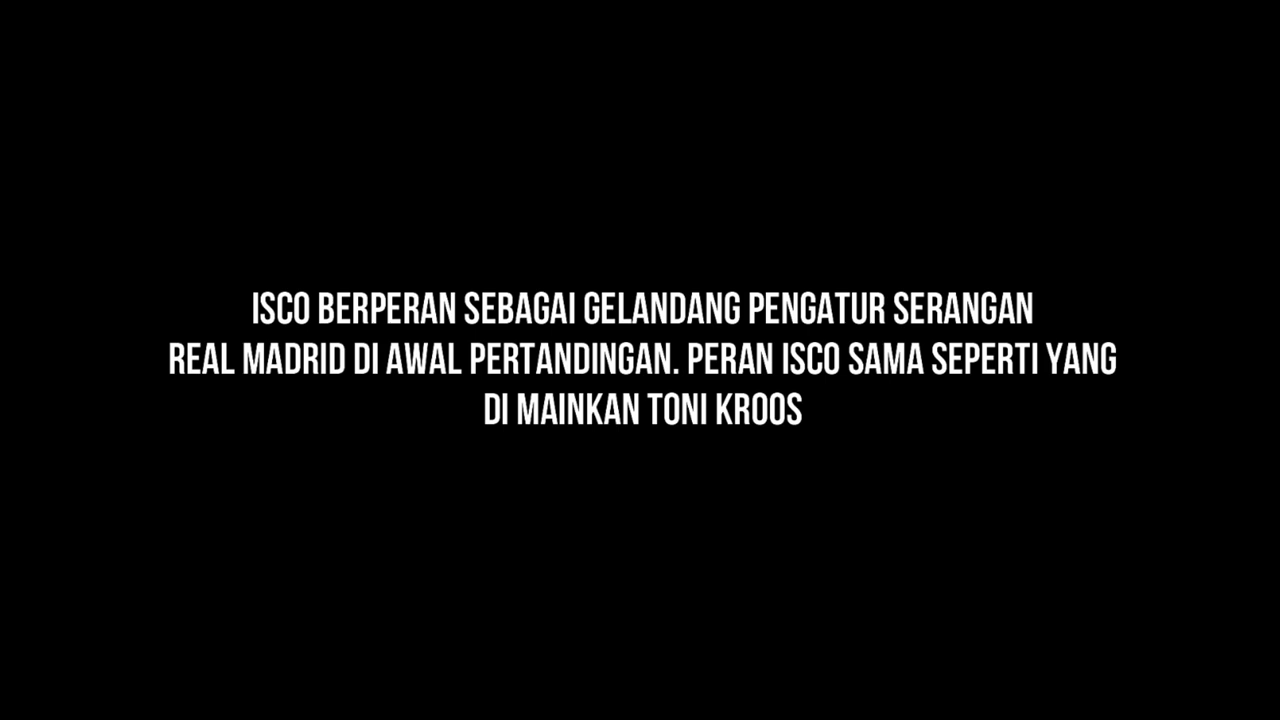 ISCO BERPERAN SEBAGAI GELANDANG PENGATUR SERANGAN
REAL MADRID DI AWAL PERTANDINGAN. PERAN ISCO SAMA SEPERTI YANG
DI MAINKAN TONI KROOS